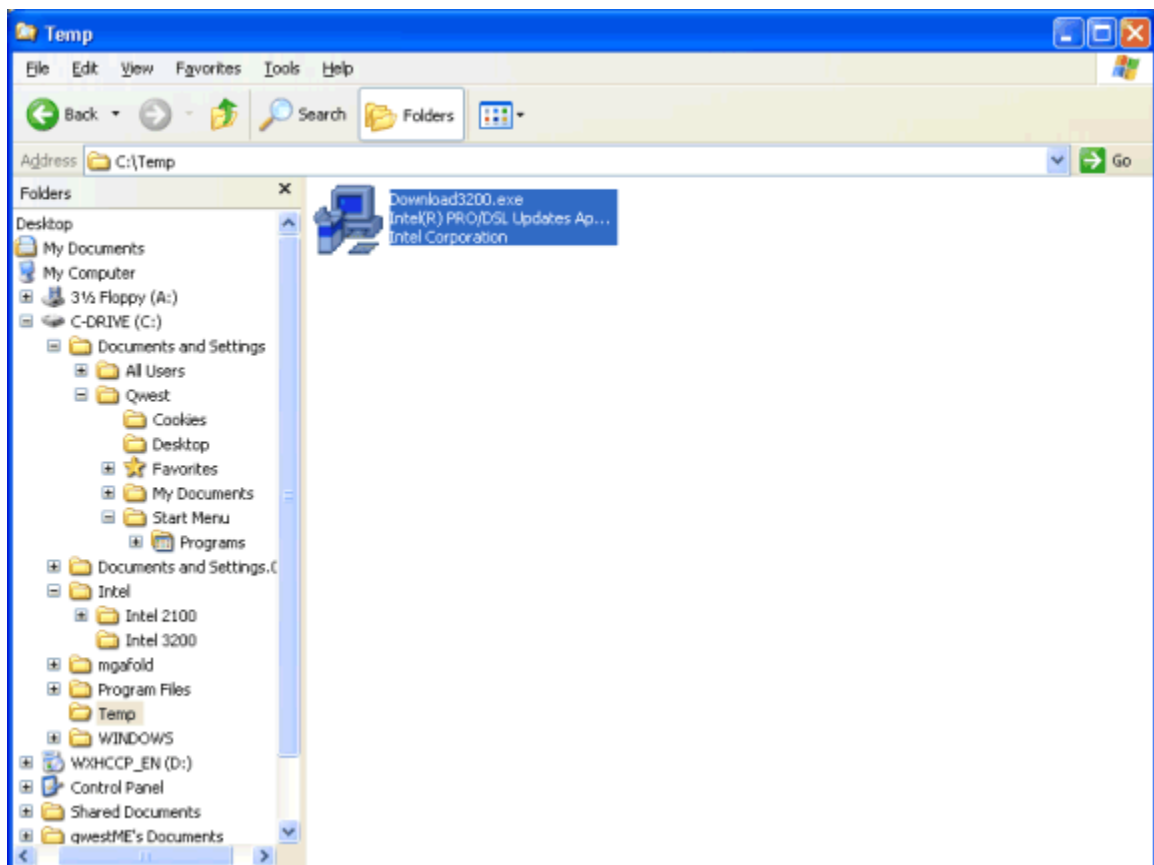 Temp
File Edit View Favorites Tools Help
Back Search Folders
Address C:\Temp Go
Folders
Desktop
My Documents
My Computer
3½ Floppy (A:)
C-DRIVE (C:)
Documents and Settings
All Users
Qwest
Cookies
Desktop
Favorites
My Documents
Start Menu
Programs
Documents and Settings.
Intel
Intel 2100
Intel 3200
mgafold
Program Files
Temp
WINDOWS
WXHCCP_EN (D:)
Control Panel
Shared Documents
qwestME's Documents
Download3200.exe
Intel(R) PRO/DSL Updates Ap...
Intel Corporation